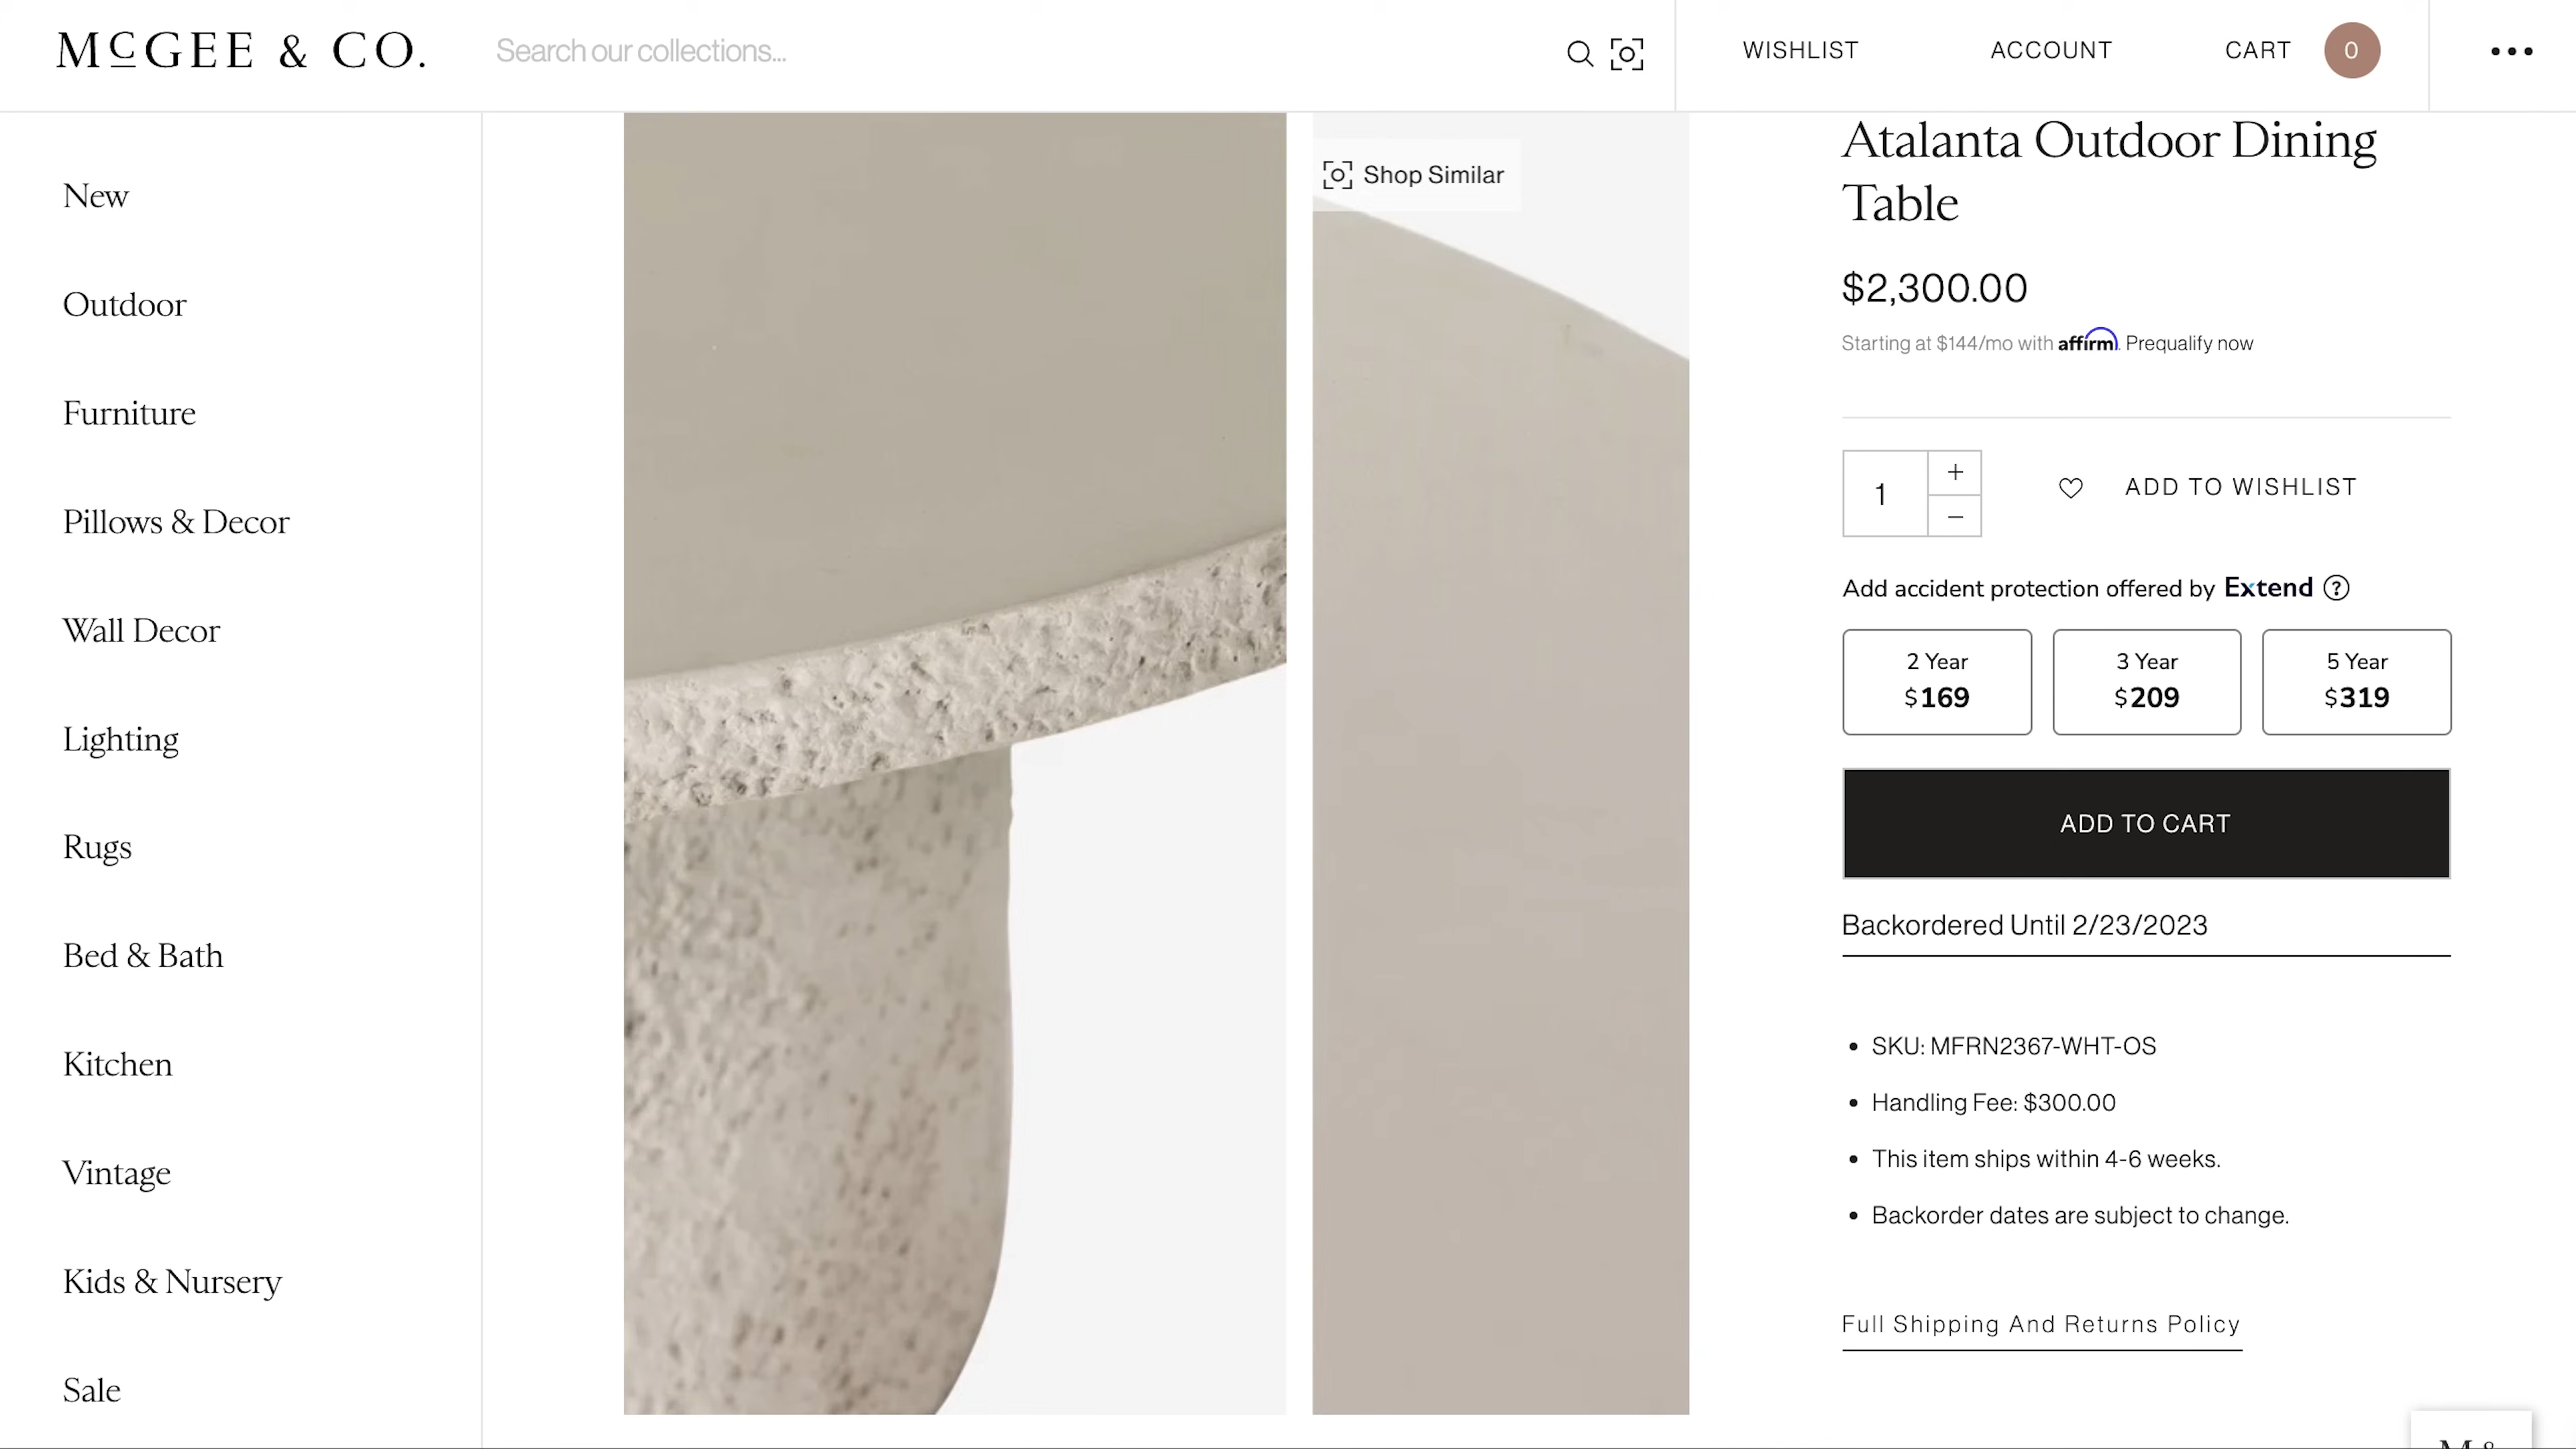 McGEE & CO.
Search our collections...
WISHLIST
ACCOUNT
CART
0
New
Outdoor
Furniture
Pillows & Decor
Wall Decor
Lighting
Rugs
Bed & Bath
Kitchen
Vintage
Kids & Nursery
Sale
Shop Similar
Atalanta Outdoor Dining
Table
$2,300.00
Starting at $144/mo with affirm. Prequalify now
1
+
−
ADD TO WISHLIST
Add accident protection offered by Extend ?
2 Year
$169
3 Year
$209
5 Year
$319
ADD TO CART
Backordered Until 2/23/2023
• SKU: MFRN2367-WHT-OS
• Handling Fee: $300.00
• This item ships within 4-6 weeks.
• Backorder dates are subject to change.
Full Shipping And Returns Policy